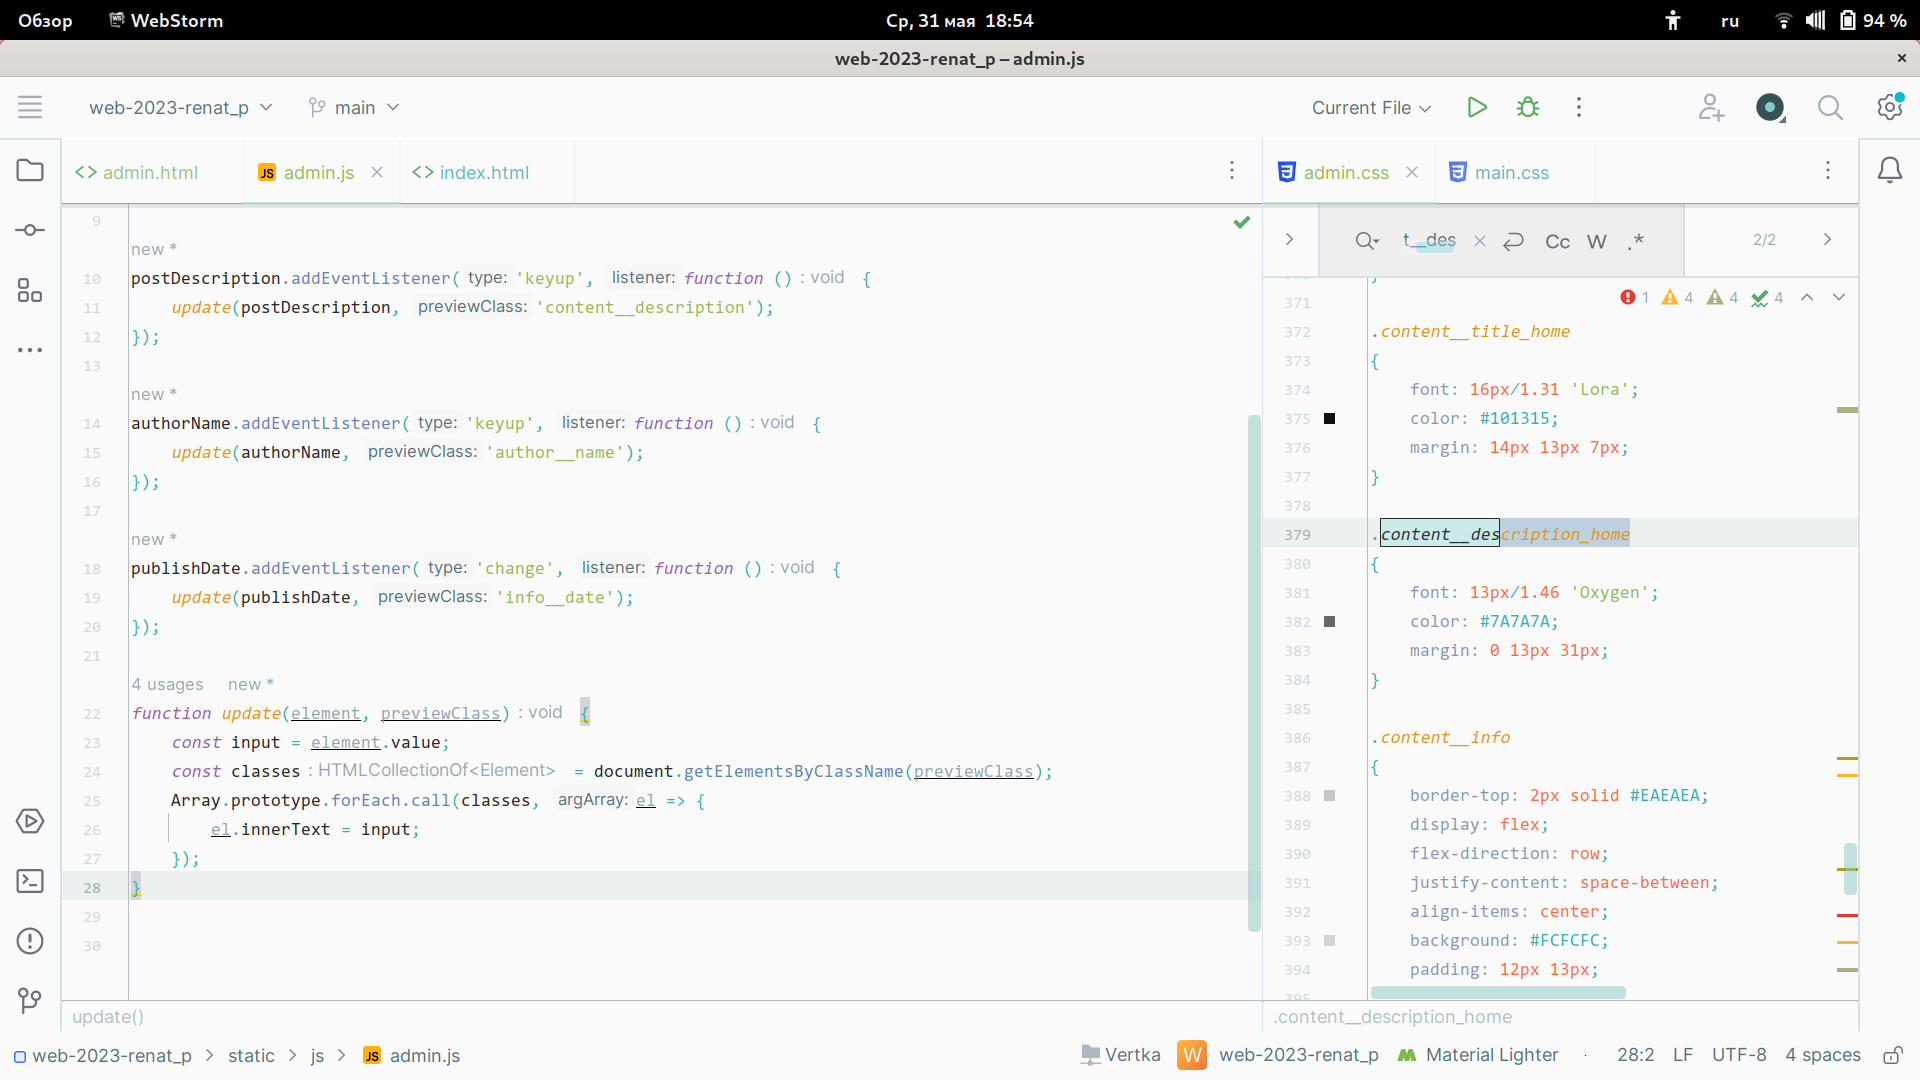 Обзор WebStorm Ср, 31 мая 18:54 ru 94 %
web-2023-renat_p – admin.js
web-2023-renat_p main Current File
admin.html admin.js index.html
9
new *
10 postDescription.addEventListener( type: 'keyup', listener: function () : void {
11 update(postDescription, previewClass: 'content__description');
12 });
13
new *
14 authorName.addEventListener( type: 'keyup', listener: function () : void {
15 update(authorName, previewClass: 'author__name');
16 });
17
new *
18 publishDate.addEventListener( type: 'change', listener: function () : void {
19 update(publishDate, previewClass: 'info__date');
20 });
21
4 usages new *
22 function update(element, previewClass) : void {
23 const input = element.value;
24 const classes : HTMLCollectionOf<Element> = document.getElementsByClassName(previewClass);
25 Array.prototype.forEach.call(classes, argArray: el => {
26 el.innerText = input;
27 });
28 }
29
30
update()
admin.css main.css
t__des Cc W .* 2/2
1 4 4 4
}
371
372 .content__title_home
373 {
374 font: 16px/1.31 'Lora';
375 color: #101315;
376 margin: 14px 13px 7px;
377 }
378
379 .content__description_home
380 {
381 font: 13px/1.46 'Oxygen';
382 color: #7A7A7A;
383 margin: 0 13px 31px;
384 }
385
386 .content__info
387 {
388 border-top: 2px solid #EAEAEA;
389 display: flex;
390 flex-direction: row;
391 justify-content: space-between;
392 align-items: center;
393 background: #FCFCFC;
394 padding: 12px 13px;
395
.content__description_home
web-2023-renat_p > static > js > JS admin.js Vertka W web-2023-renat_p Material Lighter 28:2 LF UTF-8 4 spaces